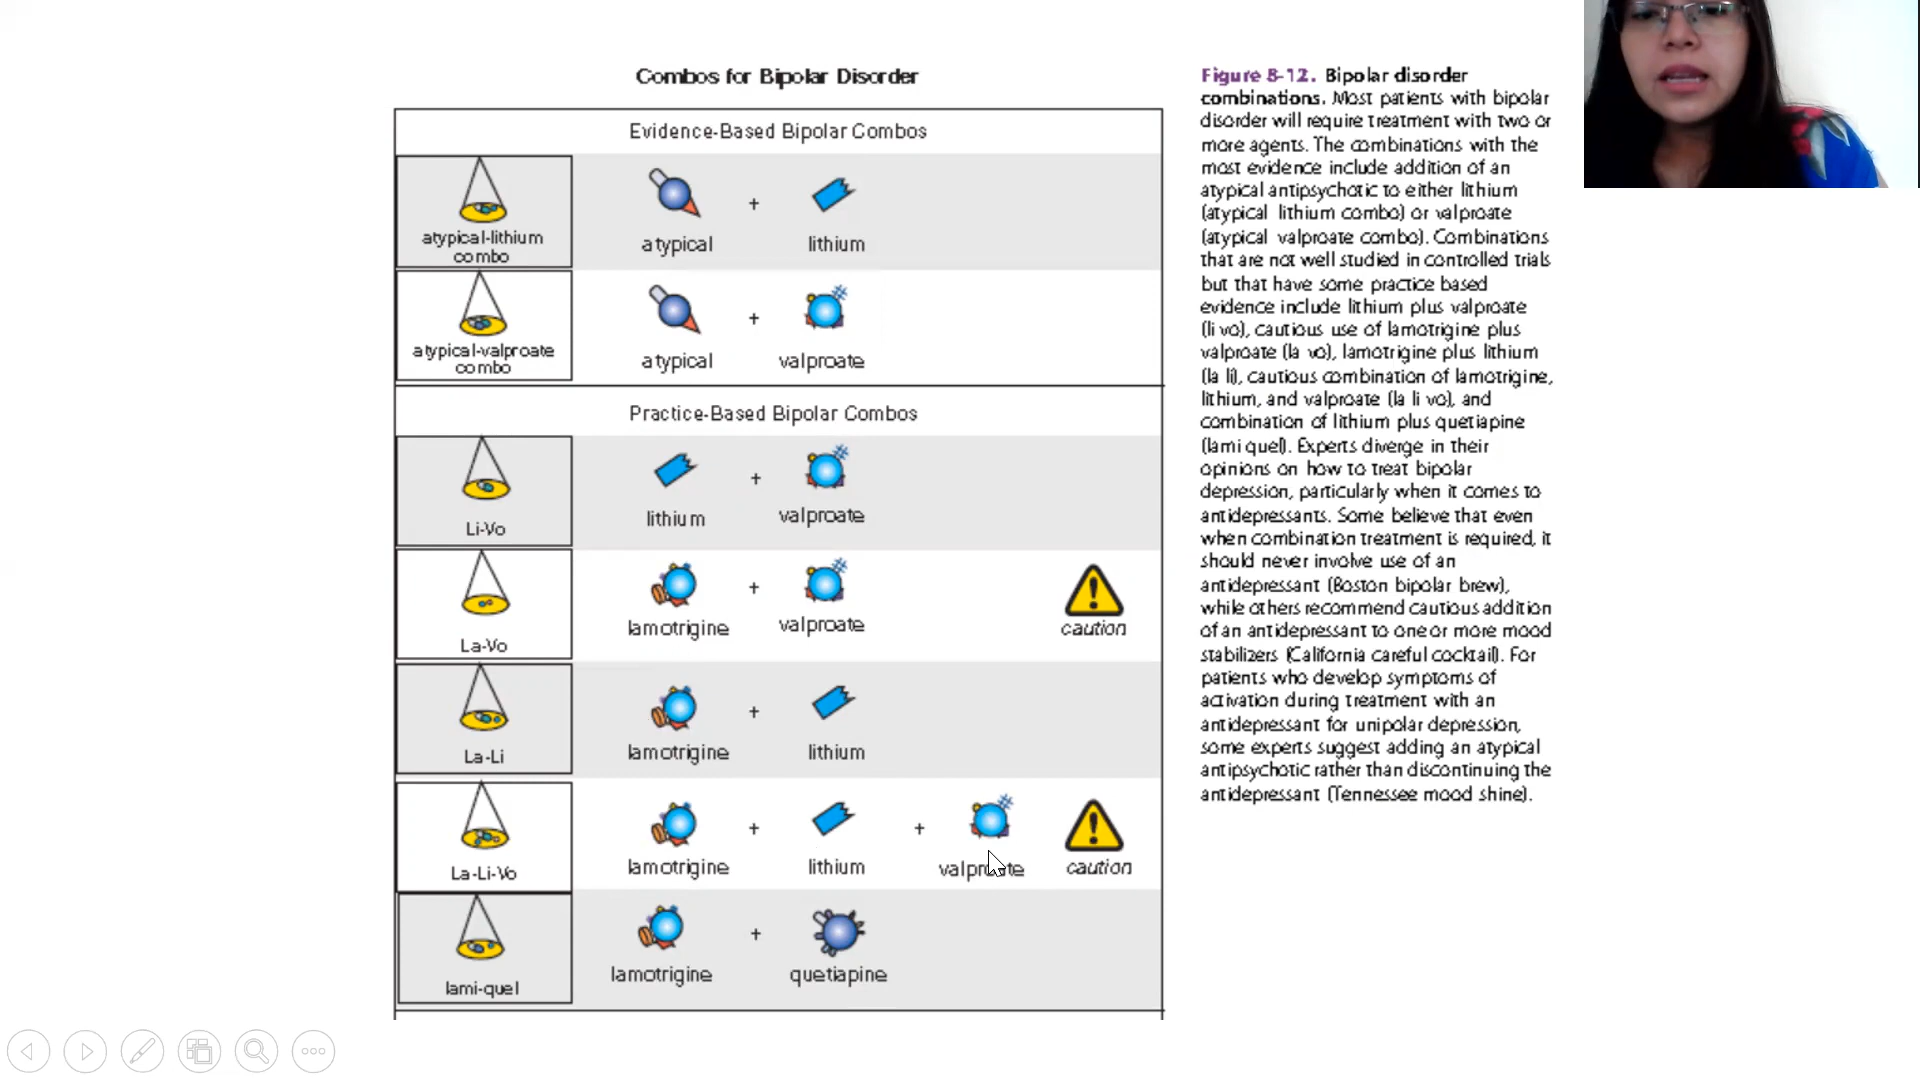 Combos for Bipolar Disorder
Evidence-Based Bipolar Combos
atypical-lithium
combo
atypical + lithium
atypical-valproate
combo
atypical + valproate
Practice-Based Bipolar Combos
Li-Vo
lithium + valproate
La-Vo
lamotrigine + valproate
caution
La-Li
lamotrigine + lithium
La-Li-Vo
lamotrigine + lithium + valproate
caution
lami-quel
lamotrigine + quetiapine
Figure 8-12. Bipolar disorder
combinations. Most patients with bipolar
disorder will require treatment with two or
more agents. The combinations with the
most evidence include addition of an
atypical antipsychotic to either lithium
(atypical lithium combo) or valproate
(atypical valproate combo). Combinations
that are not well studied in controlled trials
but that have some practice based
evidence include lithium plus valproate
(li vo), cautious use of lamotrigine plus
valproate (la vo), lamotrigine plus lithium
(la li), cautious combination of lamotrigine,
lithium, and valproate (la li vo), and
combination of lithium plus quetiapine
(lami quel). Experts diverge in their
opinions on how to treat bipolar
depression, particularly when it comes to
antidepressants. Some believe that even
when combination treatment is required, it
should never involve use of an
antidepressant (Boston bipolar brew),
while others recommend cautious addition
of an antidepressant to one or more mood
stabilizers (California careful cocktail). For
patients who develop symptoms of
activation during treatment with an
antidepressant for unipolar depression,
some experts suggest adding an atypical
antipsychotic rather than discontinuing the
antidepressant (Tennessee mood shine).